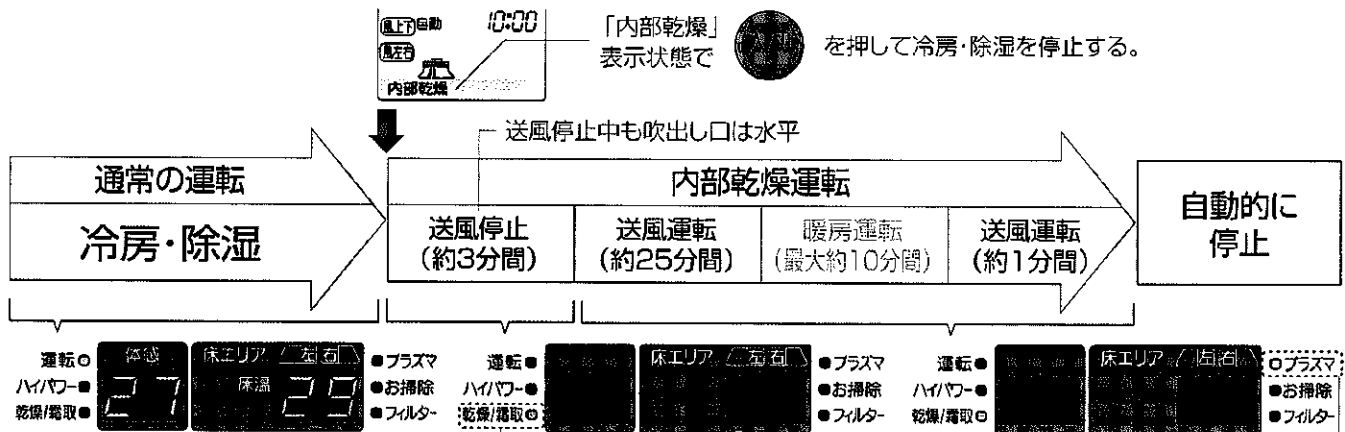 風上下 自動 10:00
風左右
内部乾燥
「内部乾燥」
表示状態で
を押して冷房・除湿を停止する。
送風停止中も吹出し口は水平
通常の運転
冷房・除湿
内部乾燥運転
送風停止
(約3分間)
送風運転
(約25分間)
暖房運転
(最大約10分間)
送風運転
(約1分間)
自動的に
停止
運転
ハイパワー
乾燥/霜取
体感
27
床エリア 左 右
床温 29
プラズマ
お掃除
フィルター
運転
ハイパワー
乾燥/霜取
床エリア 左 右
プラズマ
お掃除
フィルター
運転
ハイパワー
乾燥/霜取
床エリア 左 右
プラズマ
お掃除
フィルター